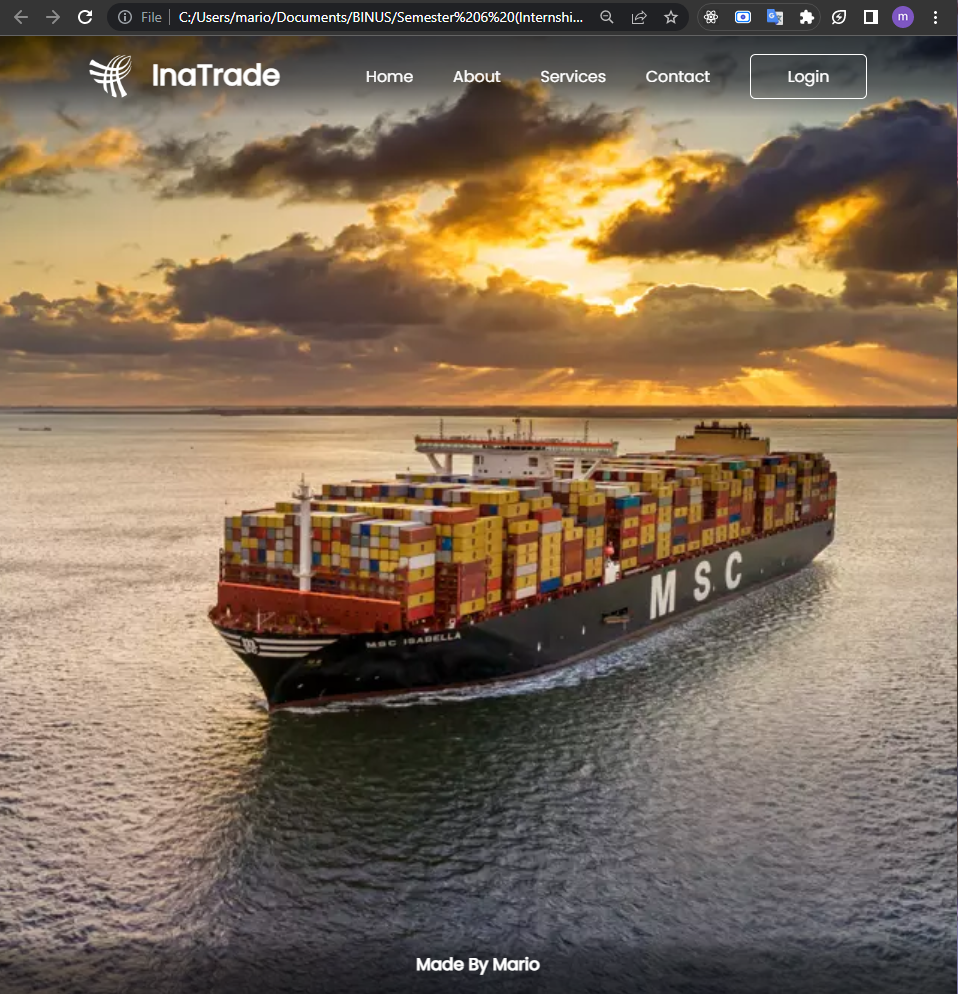 File
C:/Users/mario/Documents/BINUS/Semester%206%20(Internshi...
m
InaTrade
Home
About
Services
Contact
Login
MSC
MSC ISABELLA
Made By Mario